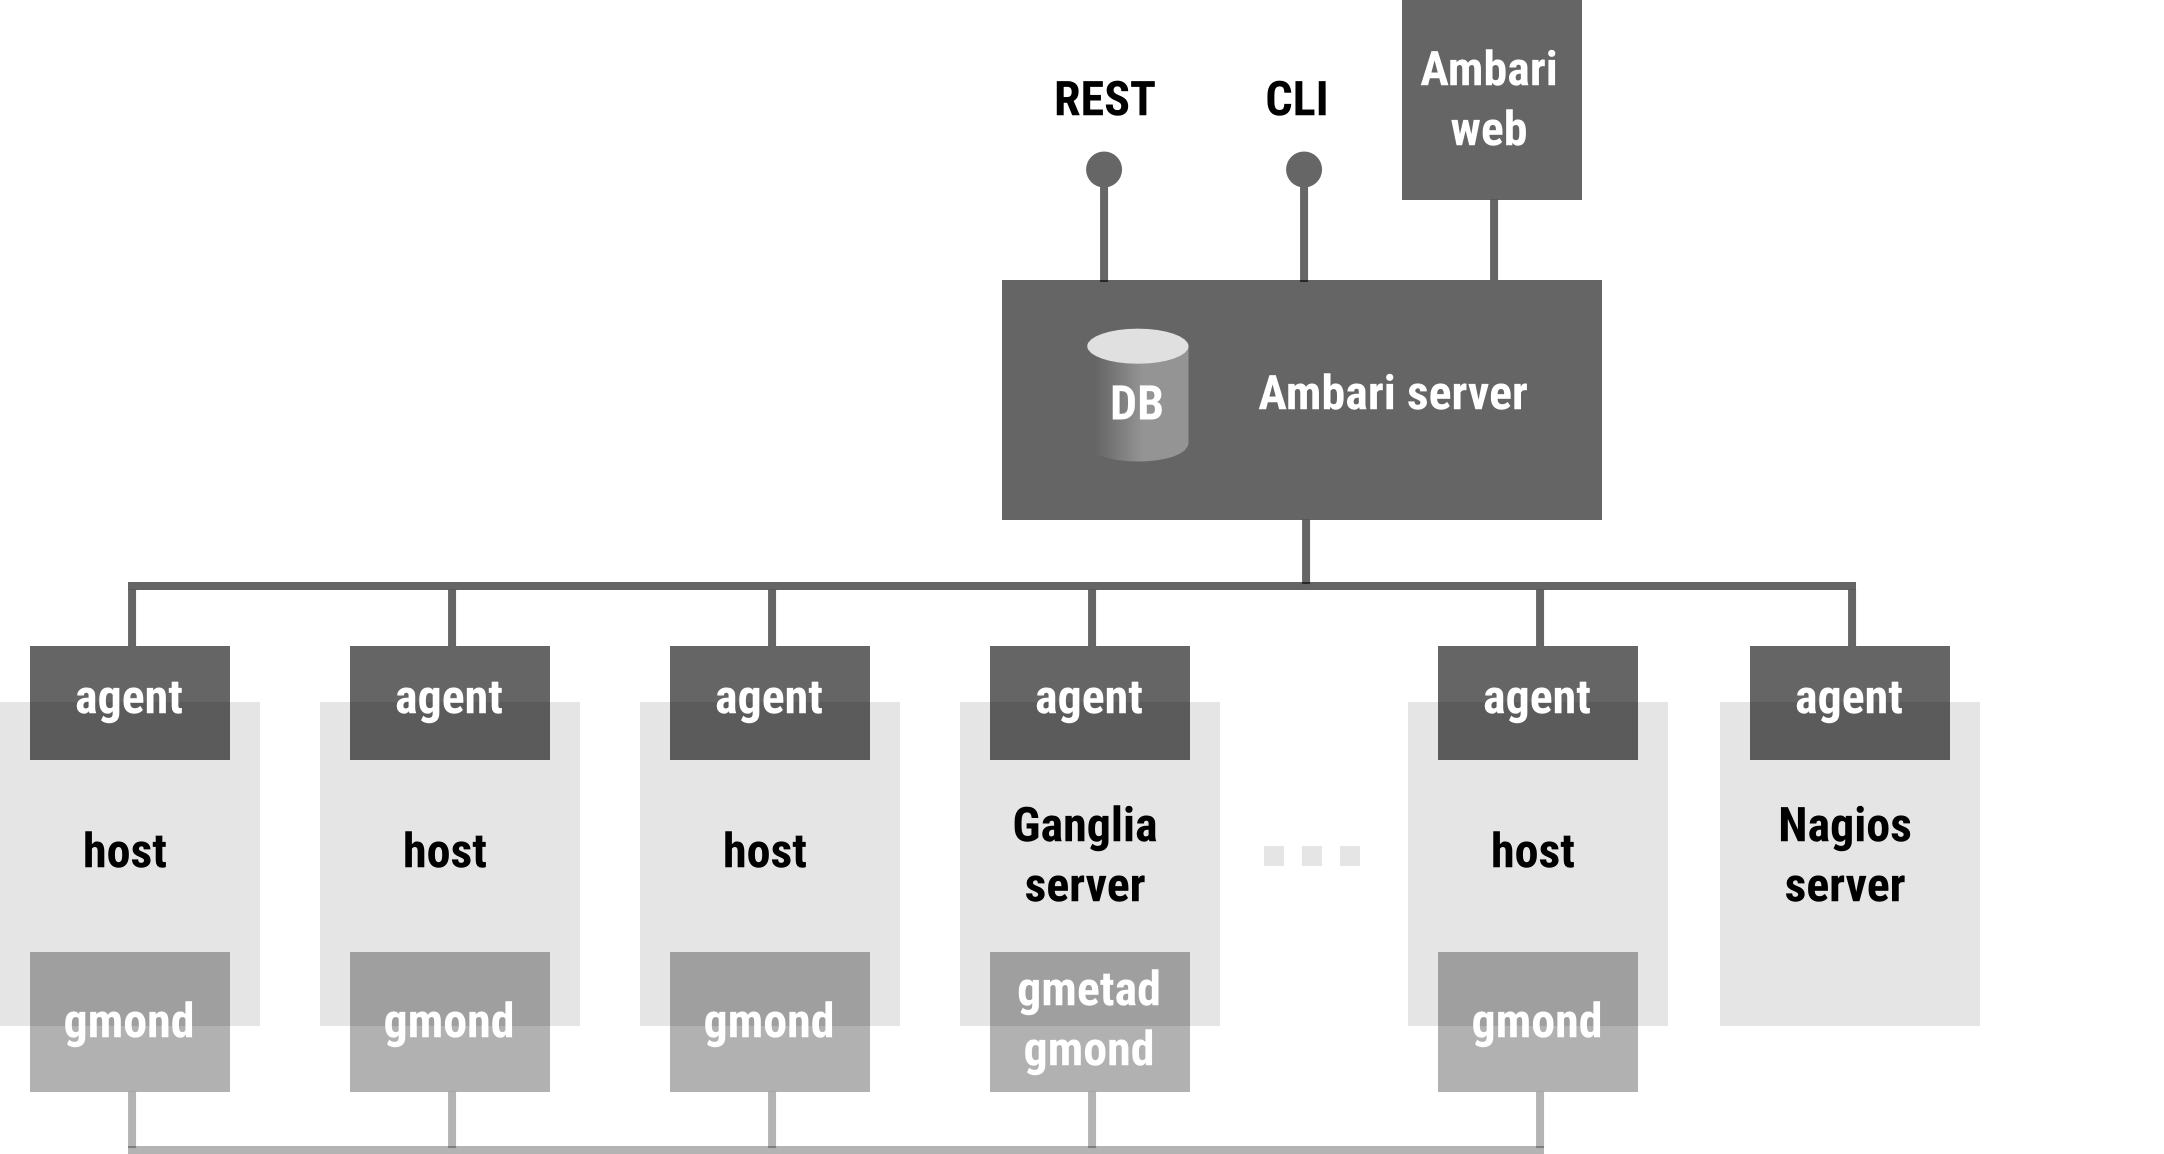 REST
CLI
Ambari
web
DB
Ambari server
agent
agent
agent
agent
agent
agent
host
host
host
Ganglia
server
host
Nagios
server
gmond
gmond
gmond
gmetad
gmond
gmond